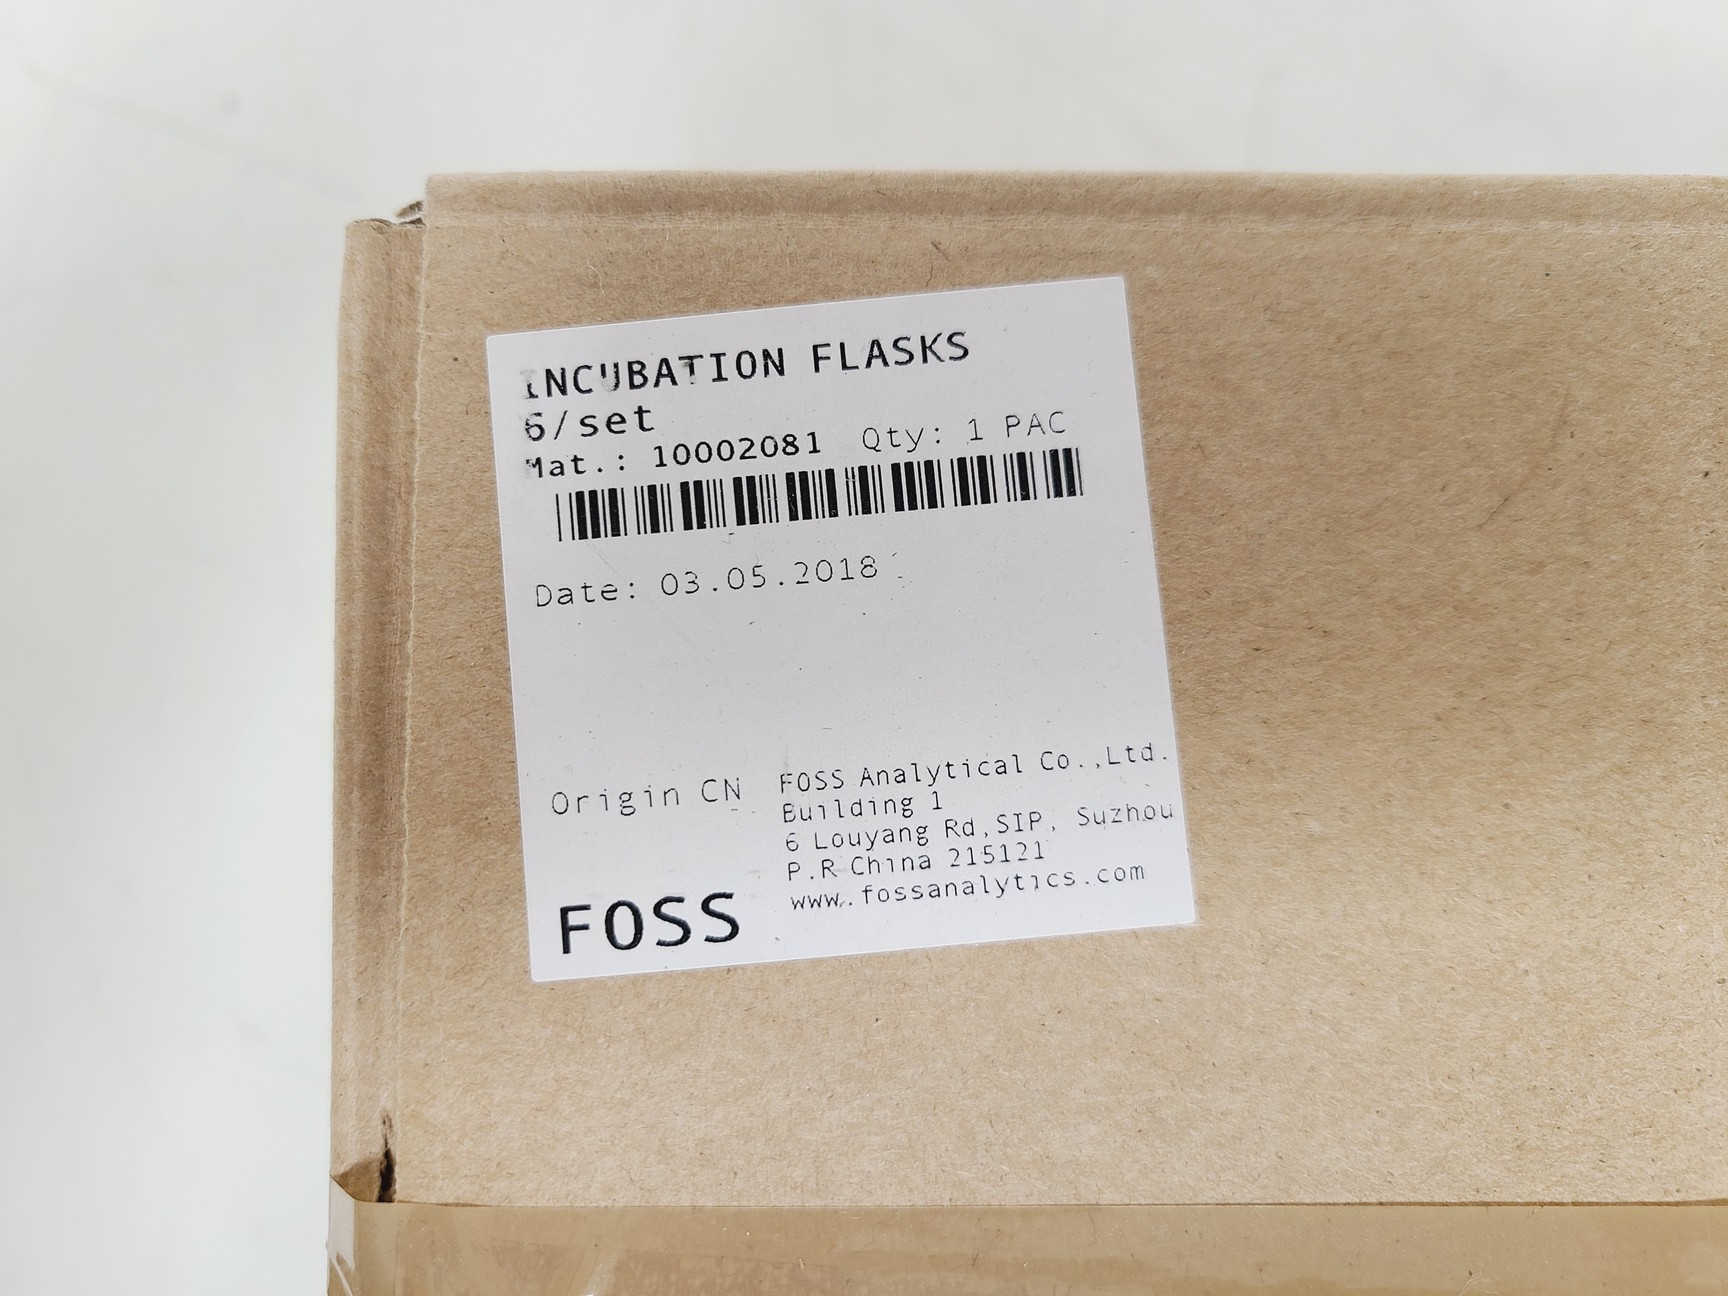 INCUBATION FLASKS
6/set
Mat.: 10002081 Qty: 1 PAC
Date: 03.05.2018
Origin CN
FOSS Analytical Co.,Ltd.
Building 1
6 Louyang Rd,SIP, Suzhou
P.R China 215121
www.fossanalytics.com
FOSS